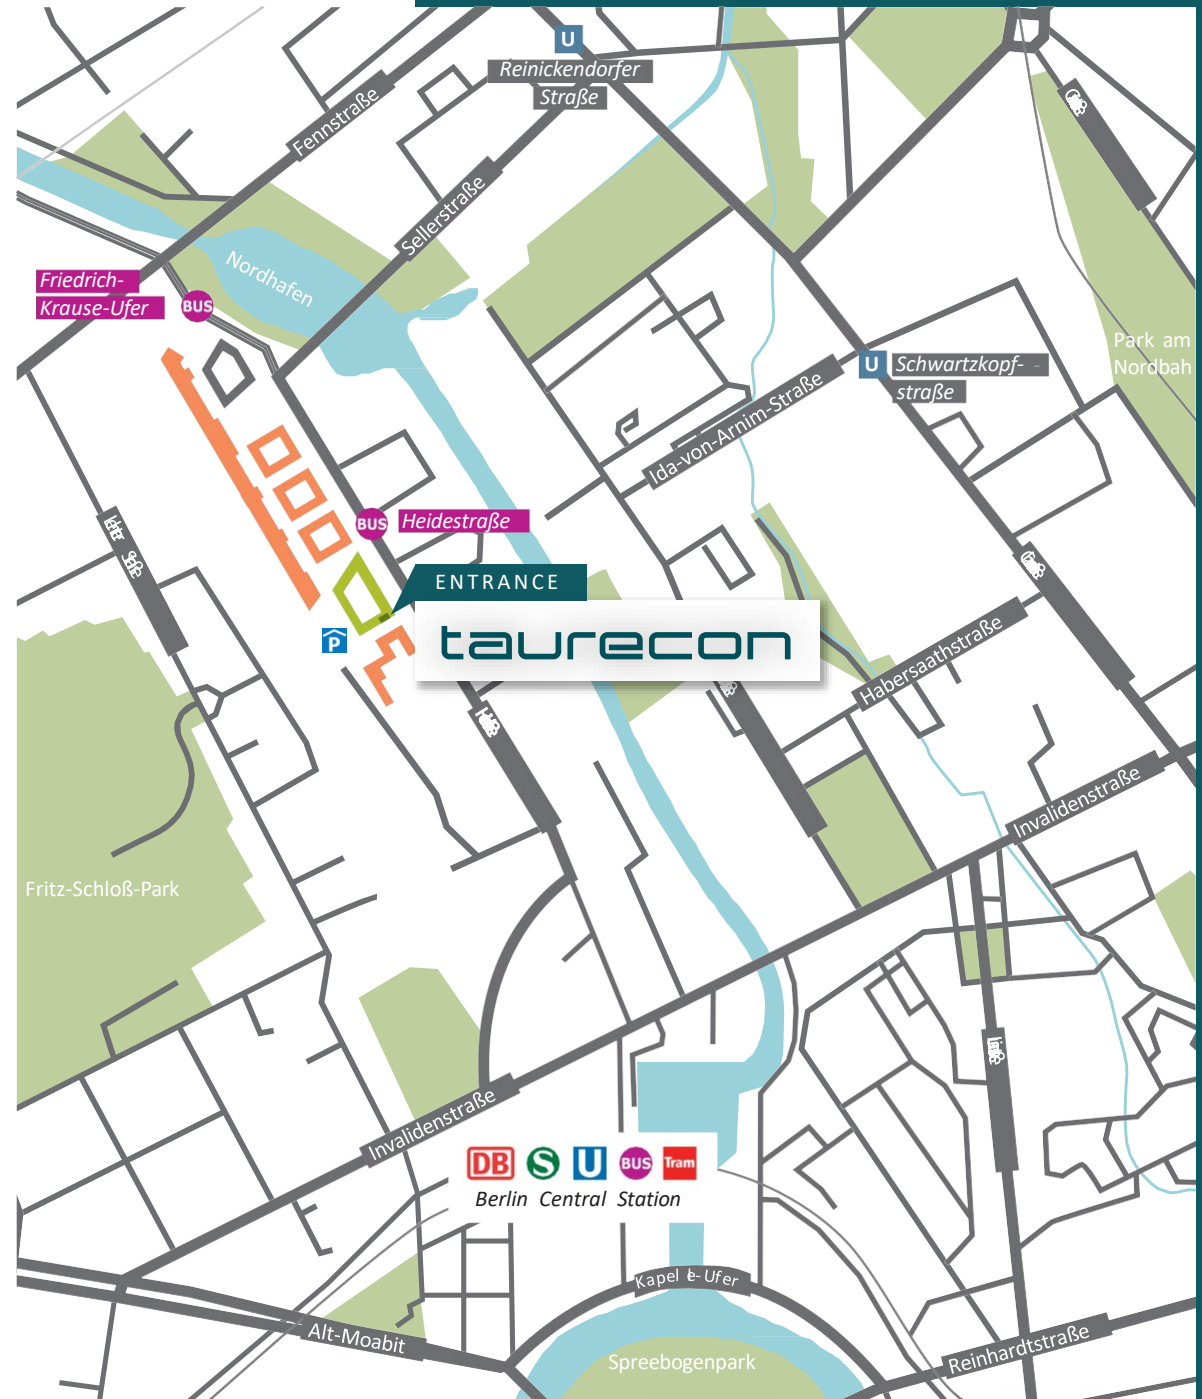 U
Reinickendorfer
Straße
Fennstraße
Sellerstraße
Nordhafen
Friedrich-
Krause-Ufer
BUS
Park am
Nordbah
U
Schwartzkopf-
straße
Ida-von-Arnim-Straße
BUS
Heidestraße
ENTRANCE
taurecon
P
Habersaathstraße
Invalidenstraße
Fritz-Schloß-Park
Invalidenstraße
DB S U BUS Tram
Berlin Central Station
Alt-Moabit
Reinhardtstraße
Spreebogenpark